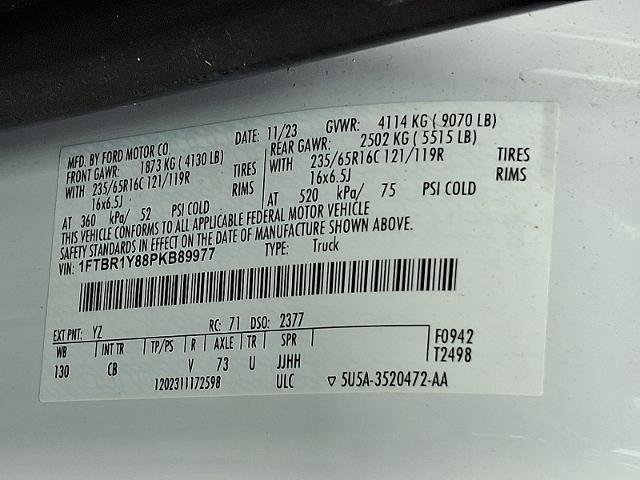 MFD. BY FORD MOTOR CO. DATE: 11/23 GVWR: 4114 KG ( 9070 LB)
FRONT GAWR: 1873 KG ( 4130 LB) REAR GAWR: 2502 KG ( 5515 LB)
WITH 235/65R16C 121/119R TIRES WITH 235/65R16C 121/119R TIRES
16x6.5J RIMS 16x6.5J RIMS
AT 360 kPa/ 52 PSI COLD AT 520 kPa/ 75 PSI COLD
THIS VEHICLE CONFORMS TO ALL APPLICABLE FEDERAL MOTOR VEHICLE
SAFETY STANDARDS IN EFFECT ON THE DATE OF MANUFACTURE SHOWN ABOVE.
VIN: 1FTBR1Y88PKB89977 TYPE: Truck
EXT PNT: YZ RC: 71 DSO: 2377
WB INT TR TP/PS R AXLE TR SPR F0942
130 CB V 73 U JJHH T2498
1202311172598 ULC ▽ 5U5A-3520472-AA